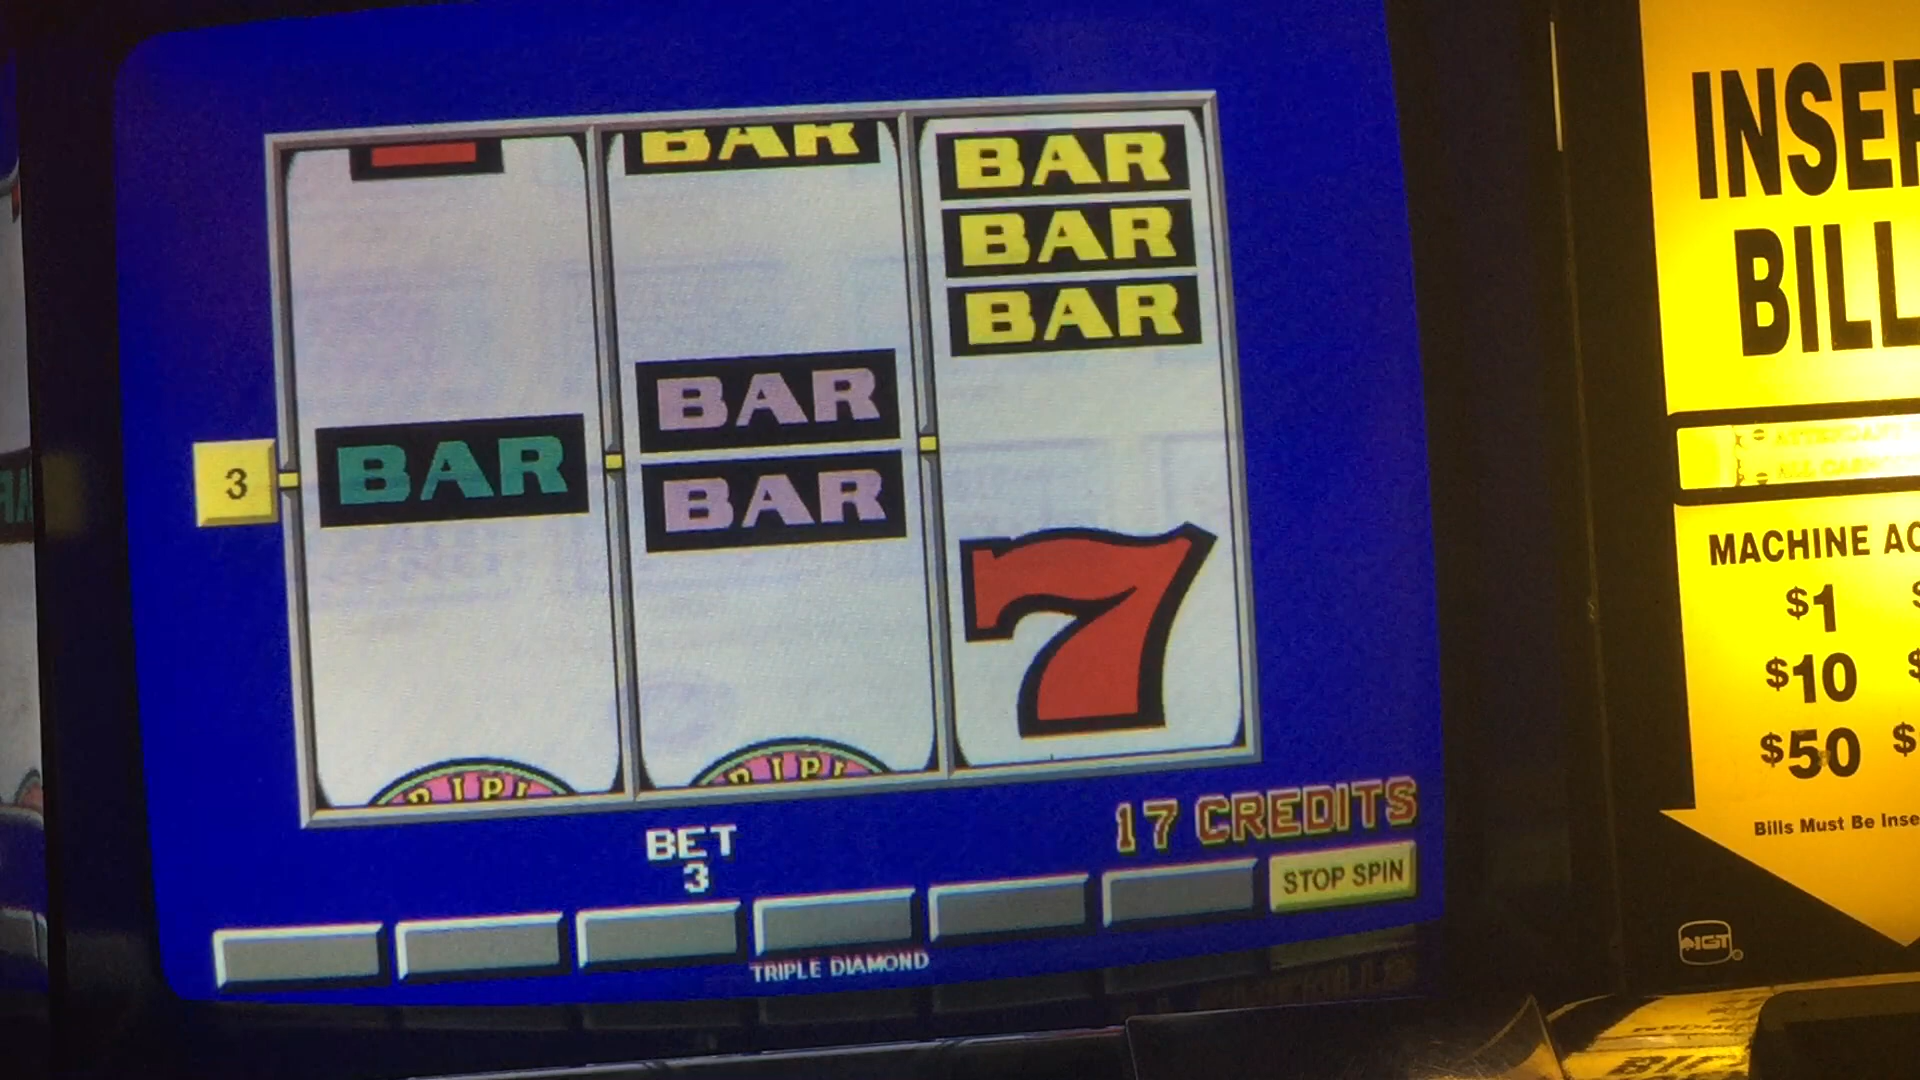 BAR
BAR
BAR
BAR
BAR
BAR
BAR
BAR
3
7
17 CREDITS
BET
3
STOP SPIN
TRIPLE DIAMOND
INSER
BILL
MACHINE AC
$1
$10
$50
$
Bills Must Be Inse
IGT